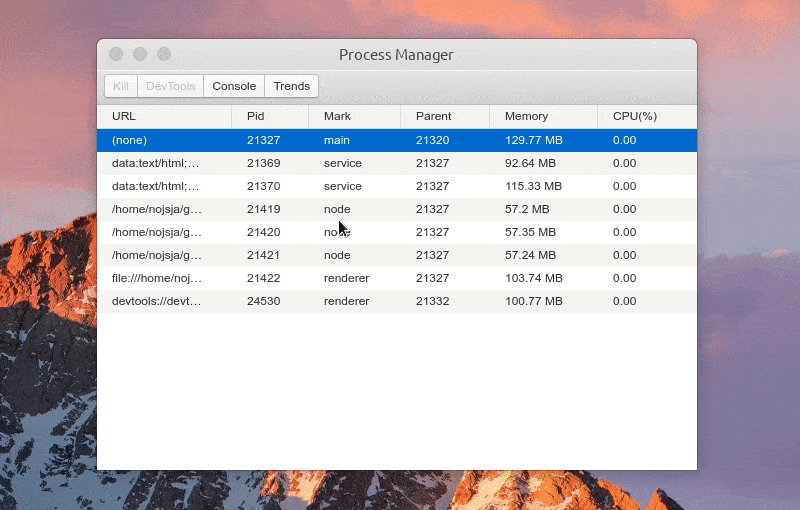 Process Manager
Kill DevTools Console Trends
URL Pid Mark Parent Memory CPU(%)
(none) 21327 main 21320 129.77 MB 0.00
data:text/html;... 21369 service 21327 92.64 MB 0.00
data:text/html;... 21370 service 21327 115.33 MB 0.00
/home/nojsja/g... 21419 node 21327 57.2 MB 0.00
/home/nojsja/g... 21420 node 21327 57.35 MB 0.00
/home/nojsja/g... 21421 node 21327 57.24 MB 0.00
file:///home/noj... 21422 renderer 21327 103.74 MB 0.00
devtools://devt... 24530 renderer 21332 100.77 MB 0.00